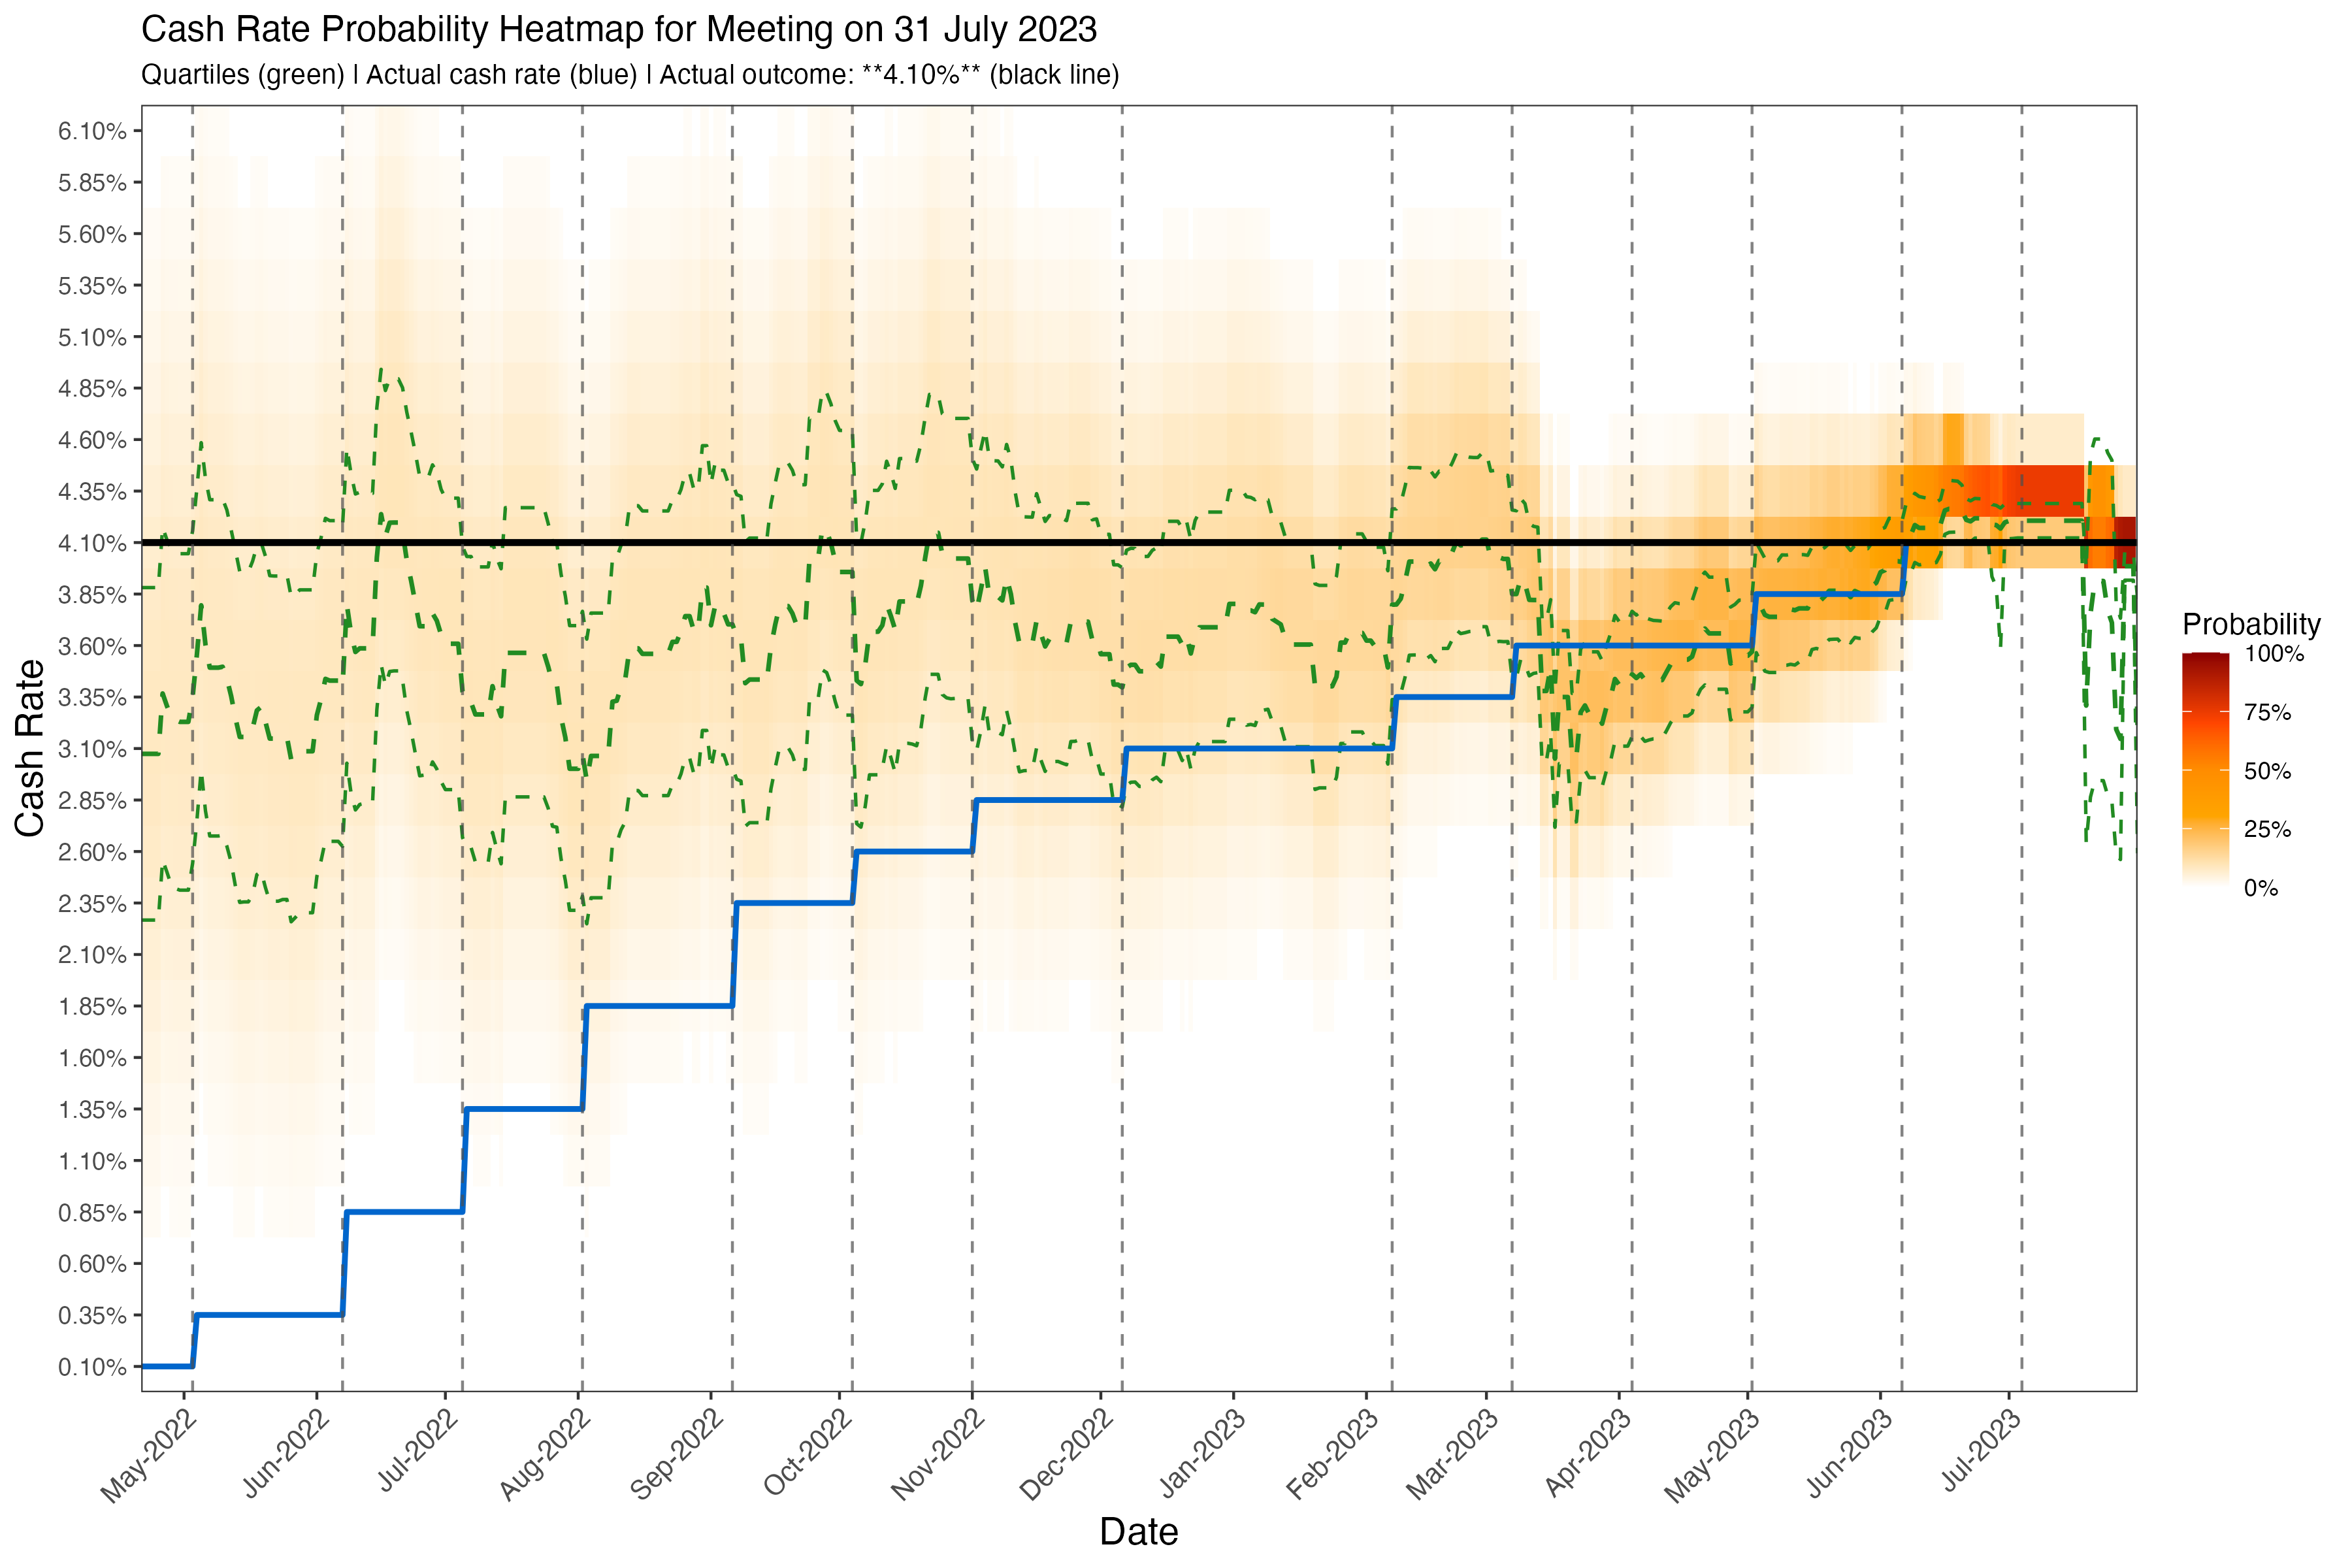 Cash Rate Probability Heatmap for Meeting on 31 July 2023
Quartiles (green) | Actual cash rate (blue) | Actual outcome: **4.10%** (black line)
Cash Rate
6.10%
5.85%
5.60%
5.35%
5.10%
4.85%
4.60%
4.35%
4.10%
3.85%
3.60%
3.35%
3.10%
2.85%
2.60%
2.35%
2.10%
1.85%
1.60%
1.35%
1.10%
0.85%
0.60%
0.35%
0.10%
May-2022
Jun-2022
Jul-2022
Aug-2022
Sep-2022
Oct-2022
Nov-2022
Dec-2022
Jan-2023
Feb-2023
Mar-2023
Apr-2023
May-2023
Jun-2023
Jul-2023
Date
Probability
100%
75%
50%
25%
0%